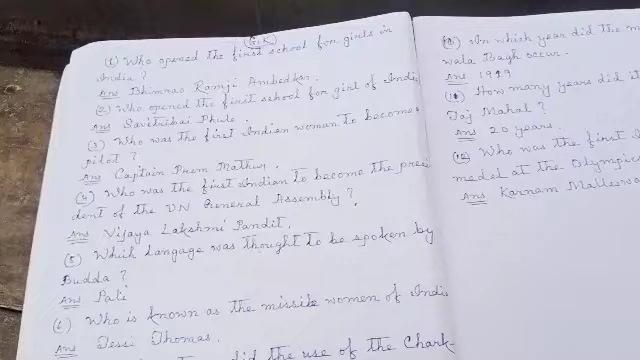 G.K
(1) Who opened the first school for girls in
India?
Ans Bhimrao Ramji Ambedkar.
(2) Who opened the first school for girl of India
Ans Savitribai Phule.
(3) Who was the first Indian woman to become a
pilot?
Ans Captain Prem Mathur.
(4) Who was the first Indian to become the presi
dent of the UN General Assembly?
Ans Vijaya Lakshmi Pandit.
(5) Which langage was thought to be spoken by
Budda?
Ans Pati
(6) Who is known as the missile women of India
Ans Tessi Thomas.
did the use of the Chark-
In which year did the
wala Bagh occur.
Ans 1919
How many years did it
Taj Mahal?
Ans 20 years.
(12) Who was the first
medel at the Olympic
Ans Karnam Malleswa